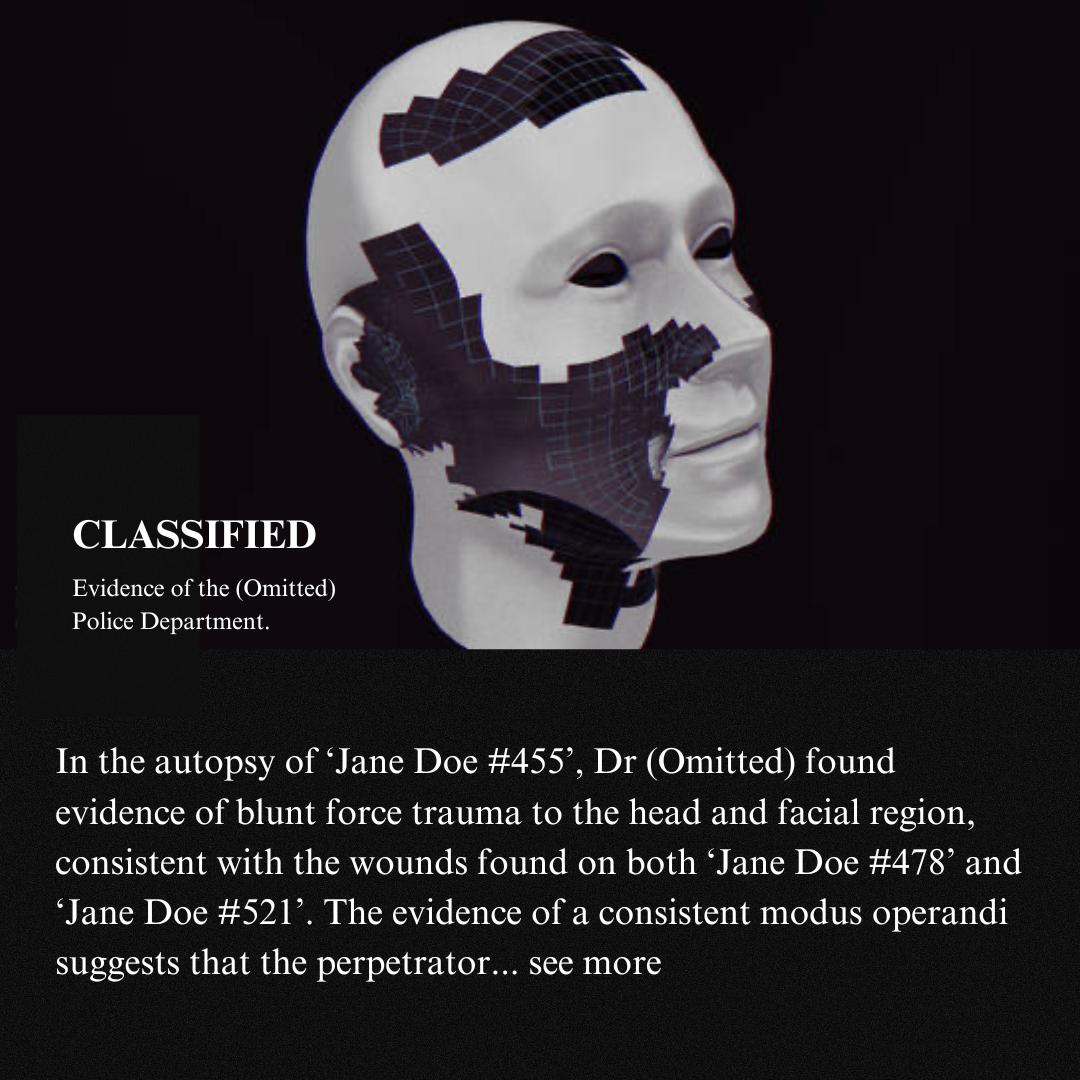 CLASSIFIED
Evidence of the (Omitted)
Police Department.
In the autopsy of ‘Jane Doe #455’, Dr (Omitted) found
evidence of blunt force trauma to the head and facial region,
consistent with the wounds found on both ‘Jane Doe #478’ and
‘Jane Doe #521’. The evidence of a consistent modus operandi
suggests that the perpetrator... see more